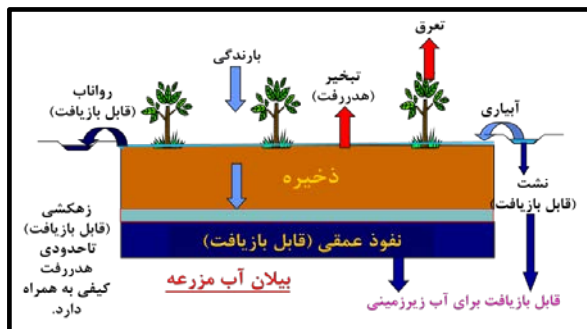 تعرق
بارندگی
تبخیر
(هدررفت)
رواناب
(قابل بازیافت)
آبیاری
ذخیره
نشت
(قابل بازیافت)
زهکشی
(قابل بازیافت)
تاحدودی
هدررفت
کیفی به همراه
دارد.
نفوذ عمقی (قابل بازیافت)
بیلان آب مزرعه
قابل بازیافت برای آب زیرزمینی